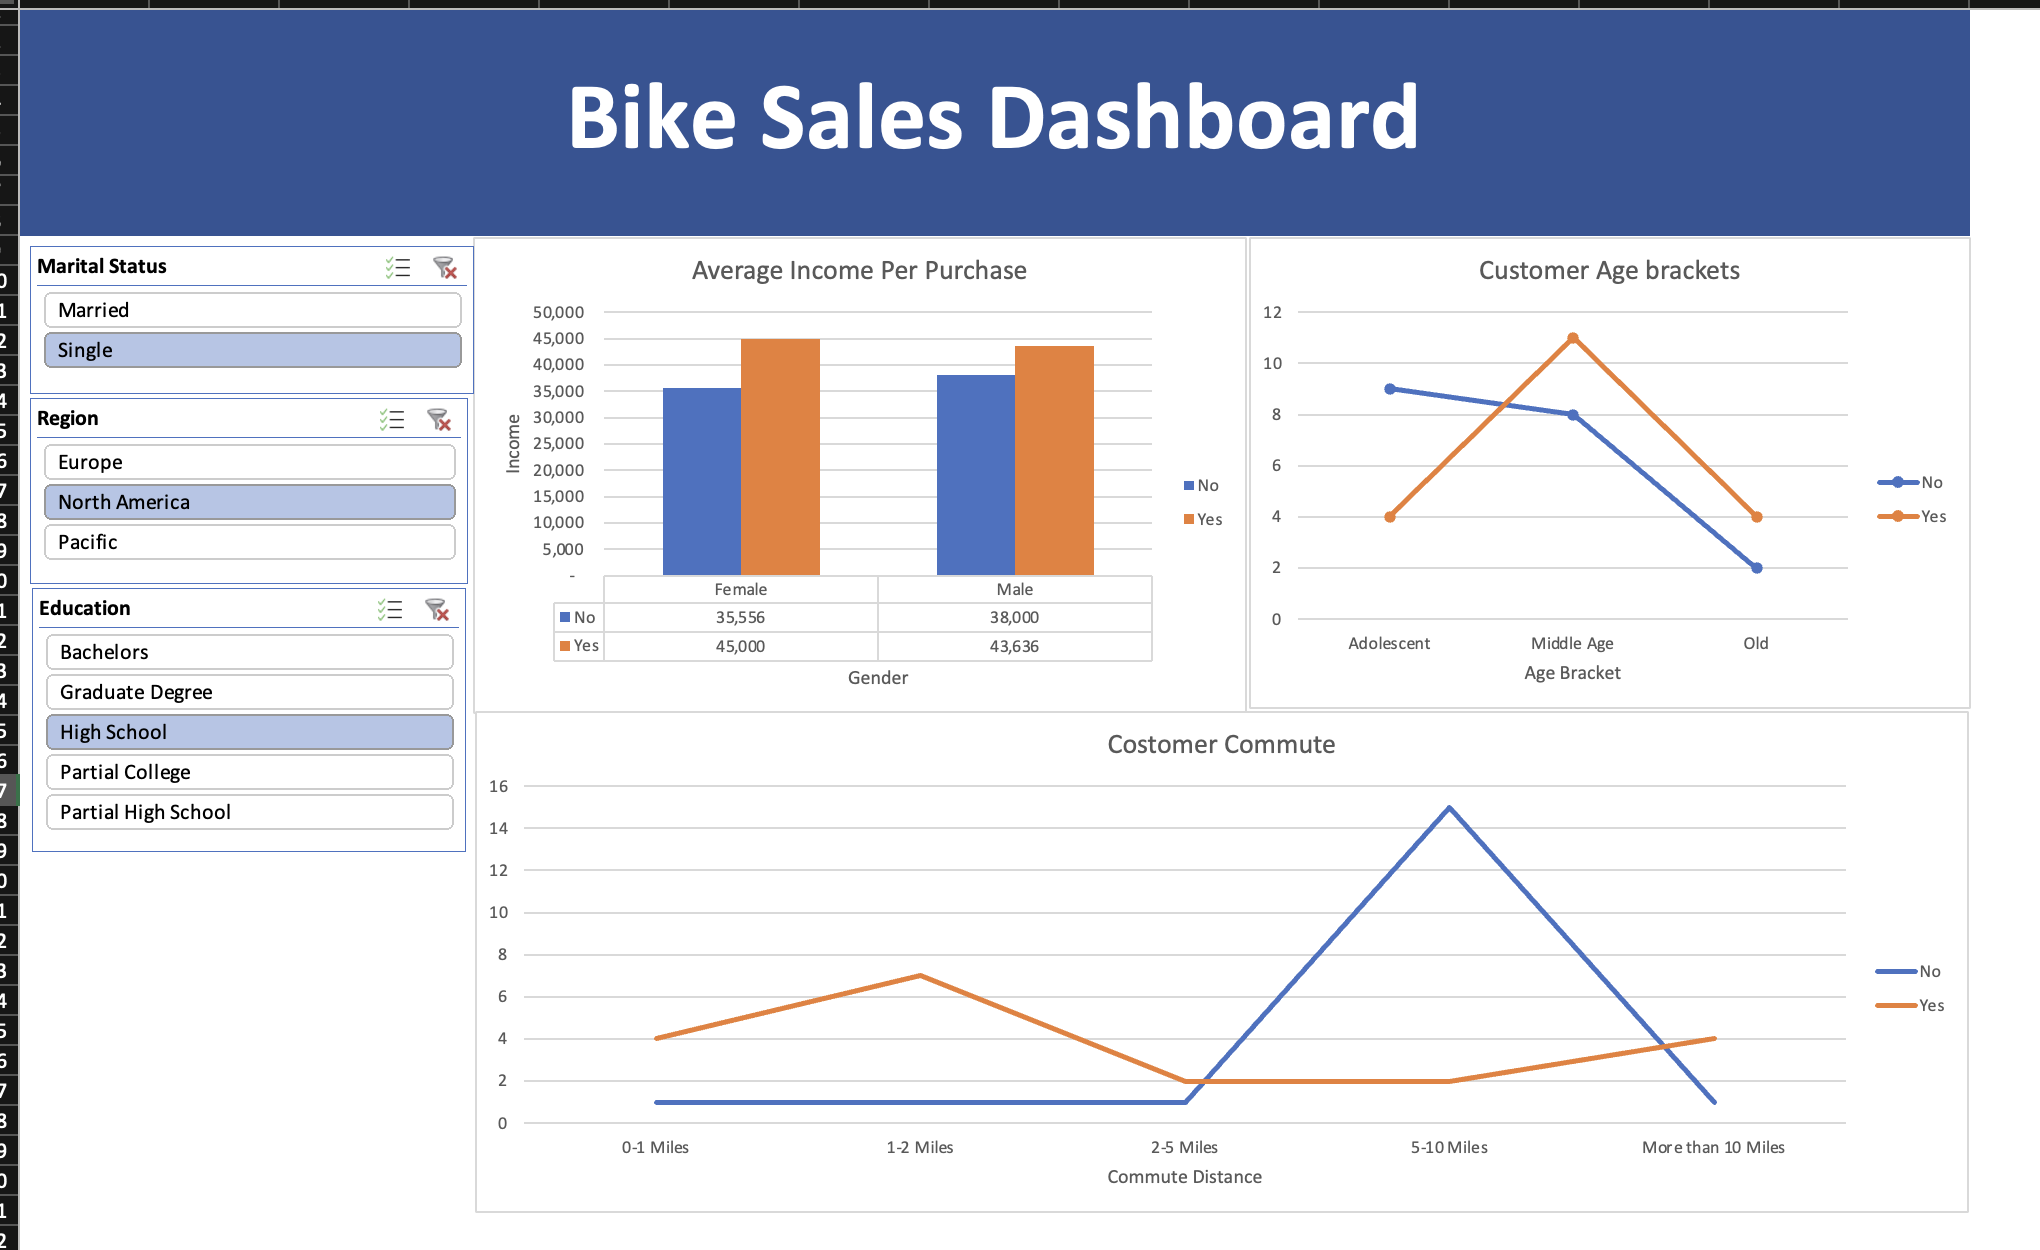 Bike Sales Dashboard
Marital Status
Married
Single
Region
Europe
North America
Pacific
Education
Bachelors
Graduate Degree
High School
Partial College
Partial High School
Average Income Per Purchase
50,000
45,000
40,000
35,000
30,000
25,000
20,000
15,000
10,000
5,000
-
Income
Female Male
No 35,556 38,000
Yes 45,000 43,636
Gender
No
Yes
Customer Age brackets
12
10
8
6
4
2
0
Adolescent Middle Age Old
Age Bracket
No
Yes
Costomer Commute
16
14
12
10
8
6
4
2
0
0-1 Miles 1-2 Miles 2-5 Miles 5-10 Miles More than 10 Miles
Commute Distance
No
Yes